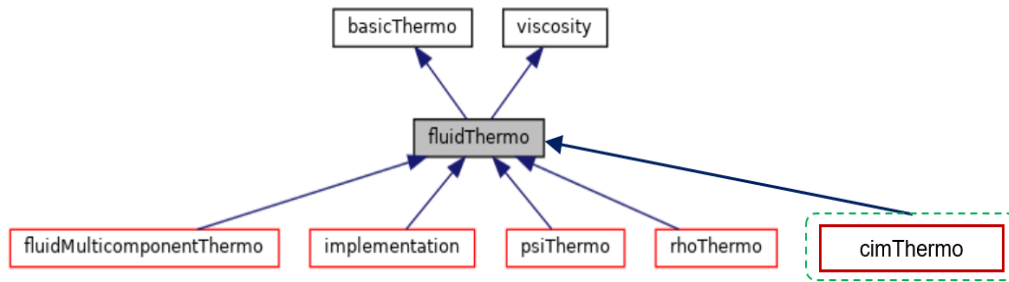 basicThermo
viscosity
fluidThermo
fluidMulticomponentThermo
implementation
psiThermo
rhoThermo
cimThermo